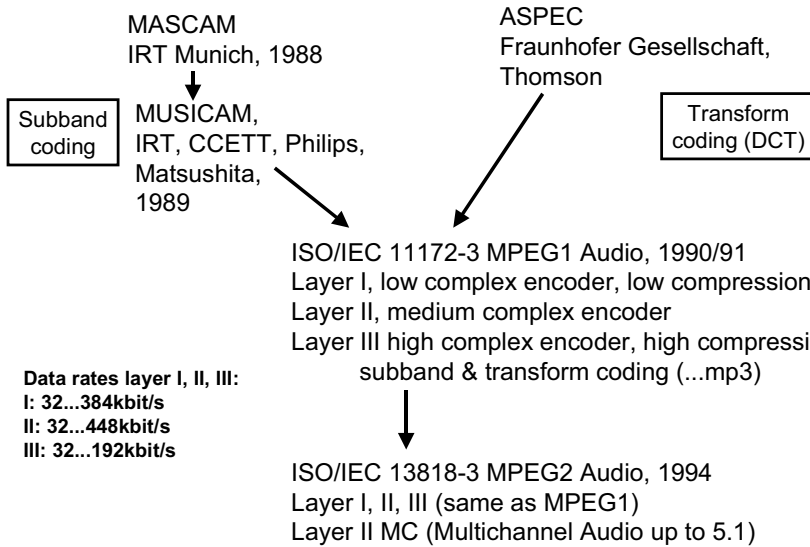 MASCAM
IRT Munich, 1988
ASPEC
Fraunhofer Gesellschaft,
Thomson
Subband
coding
MUSICAM,
IRT, CCETT, Philips,
Matsushita,
1989
Transform
coding (DCT)
ISO/IEC 11172-3 MPEG1 Audio, 1990/91
Layer I, low complex encoder, low compression
Layer II, medium complex encoder
Layer III high complex encoder, high compressi
subband & transform coding (...mp3)
Data rates layer I, II, III:
I: 32...384kbit/s
II: 32...448kbit/s
III: 32...192kbit/s
ISO/IEC 13818-3 MPEG2 Audio, 1994
Layer I, II, III (same as MPEG1)
Layer II MC (Multichannel Audio up to 5.1)